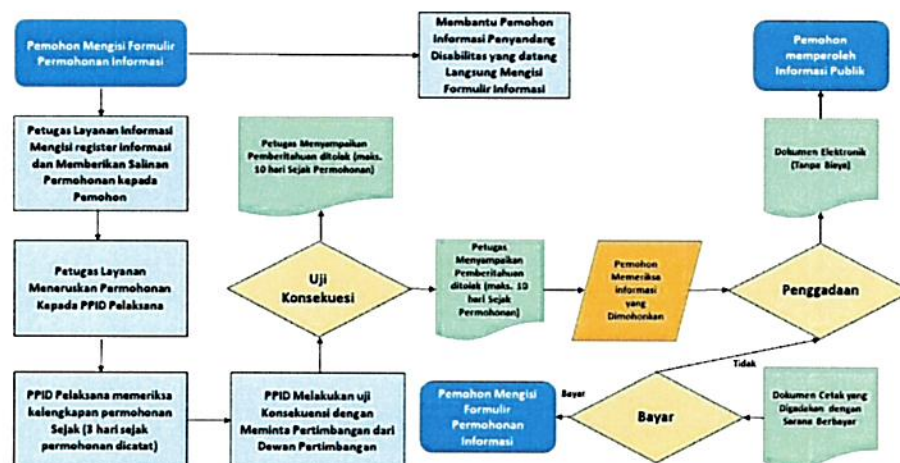 Pemohon Mengisi Formulir
Permohonan Informasi
Membantu Pemohon
Informasi Penyandang
Disabilitas yang datang
Langsung Mengisi
Formulir Informasi
Pemohon
memperoleh
Informasi Publik
Petugas Layanan Informasi
Mengisi register informasi
dan Memberikan Salinan
Permohonan kepada
Pemohon
Petugas Menyampaikan
Pemberitahuan ditolak (maks.
10 hari Sejak Permohonan)
Dokumen Elektronik
(Tanpa Biaya)
Petugas Layanan
Meneruskan Permohonan
Kepada PPID Pelaksana
Uji
Konsekuesi
Petugas
Menyampaikan
Pemberitahuan
ditolak (maks. 10
hari Sejak
Permohonan)
Pemohon
Memeriksa
informasi
yang
Dimohonkan
Penggadaan
PPID Pelaksana memeriksa
kelengkapan permohonan
Sejak (3 hari sejak
permohonan dicatat)
PPID Melakukan uji
Konsekuensi dengan
Meminta Pertimbangan dari
Dewan Pertimbangan
Pemohon Mengisi
Formulir
Permohonan
Informasi
Bayar
Bayar
Tidak
Dokumen Cetak yang
Digadakan dengan
Sarana Berbayar